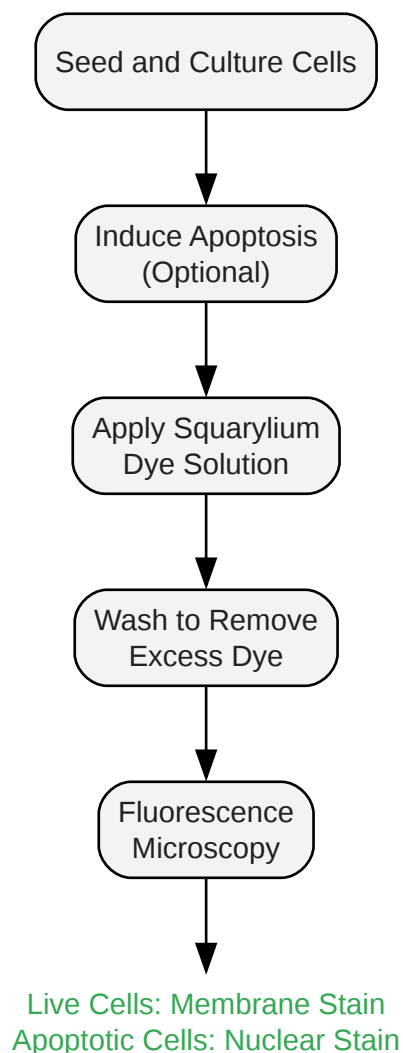 Seed and Culture Cells
Induce Apoptosis
(Optional)
Apply Squarylium
Dye Solution
Wash to Remove
Excess Dye
Fluorescence
Microscopy
Live Cells: Membrane Stain
Apoptotic Cells: Nuclear Stain